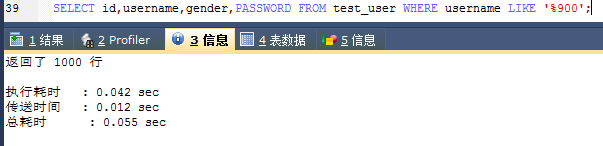 39 SELECT id,username,gender,PASSWORD FROM test_user WHERE username LIKE '%900';
1 结果 2 Profiler 3 信息 4 表数据 5 信息
返回了 1000 行
执行耗时 : 0.042 sec
传送时间 : 0.012 sec
总耗时 : 0.055 sec